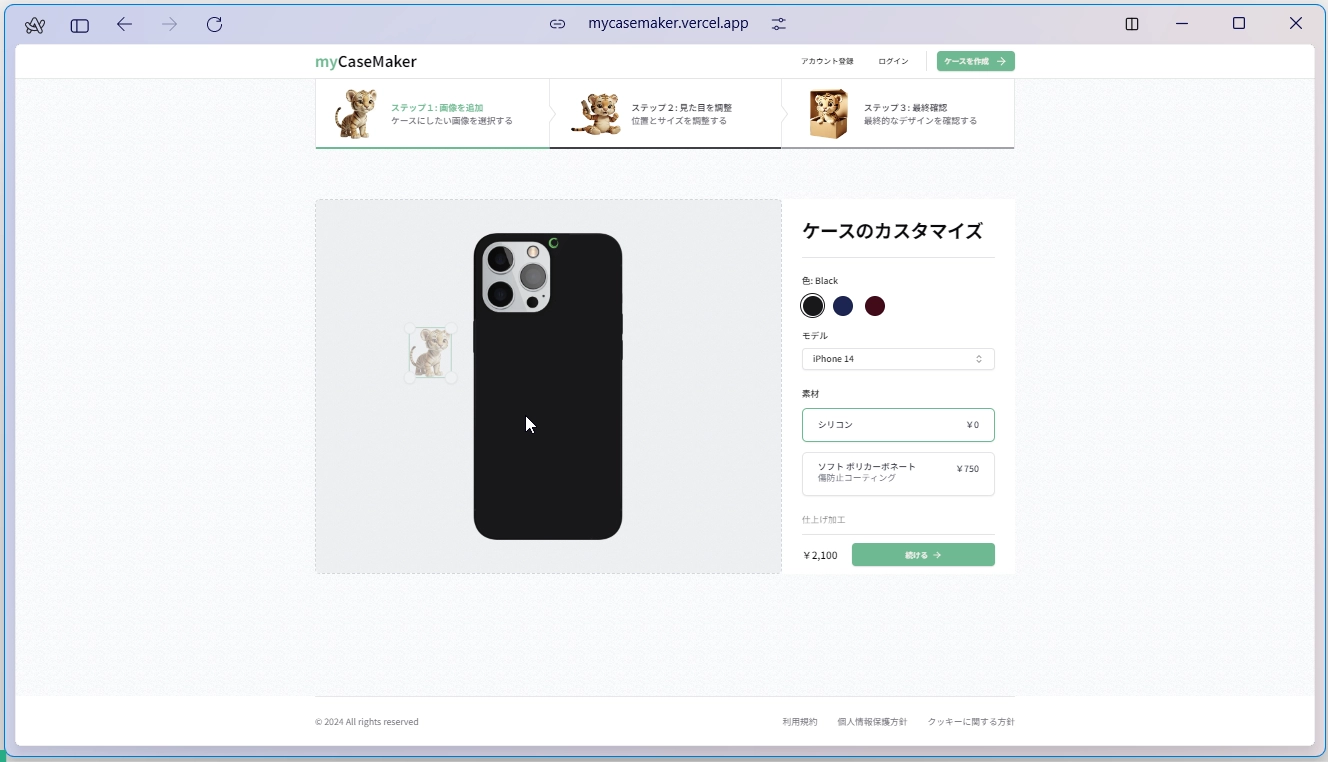 mycasemaker.vercel.app
myCaseMaker
アカウント登録
ログイン
ケースを作成
ステップ1: 画像を追加
ケースにしたい画像を選択する
ステップ2: 見た目を調整
位置とサイズを調整する
ステップ3: 最終確認
最終的なデザインを確認する
ケースのカスタマイズ
色: Black
モデル
iPhone 14
素材
シリコン ￥0
ソフト ポリカーボネート ￥750
傷防止コーティング
仕上げ加工
￥2,100
続ける
© 2024 All rights reserved
利用規約
個人情報保護方針
クッキーに関する方針